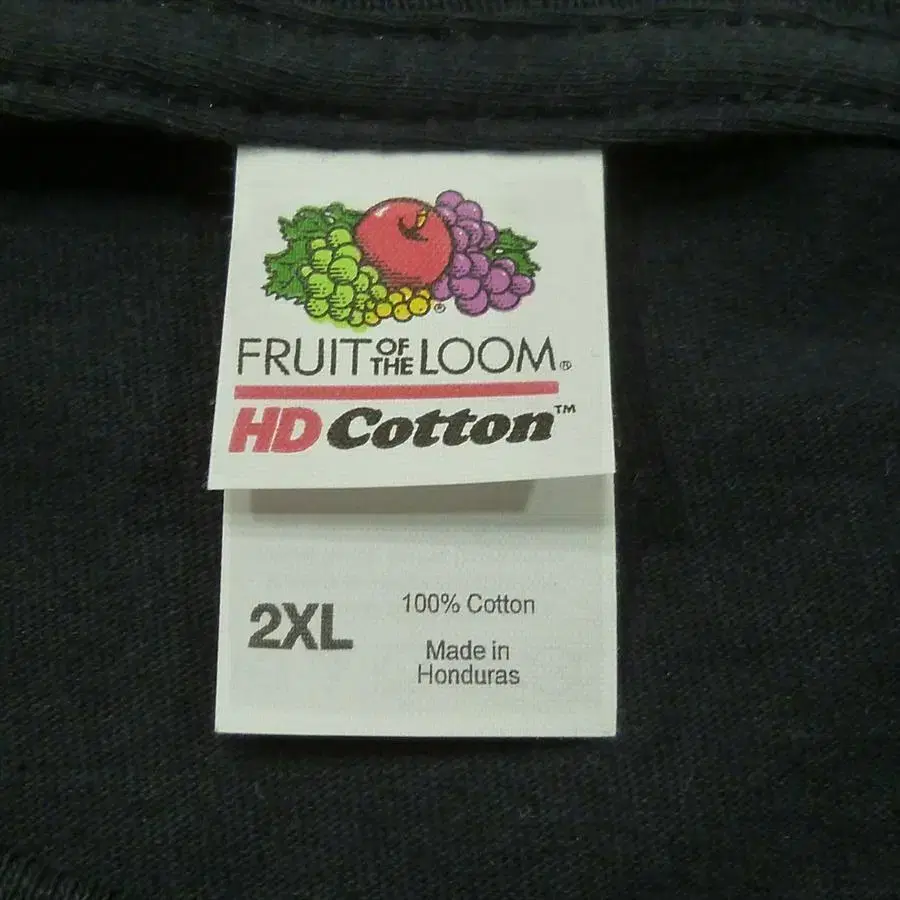 FRUIT OF THE LOOM®
HD Cotton™
2XL
100% Cotton
Made in
Honduras